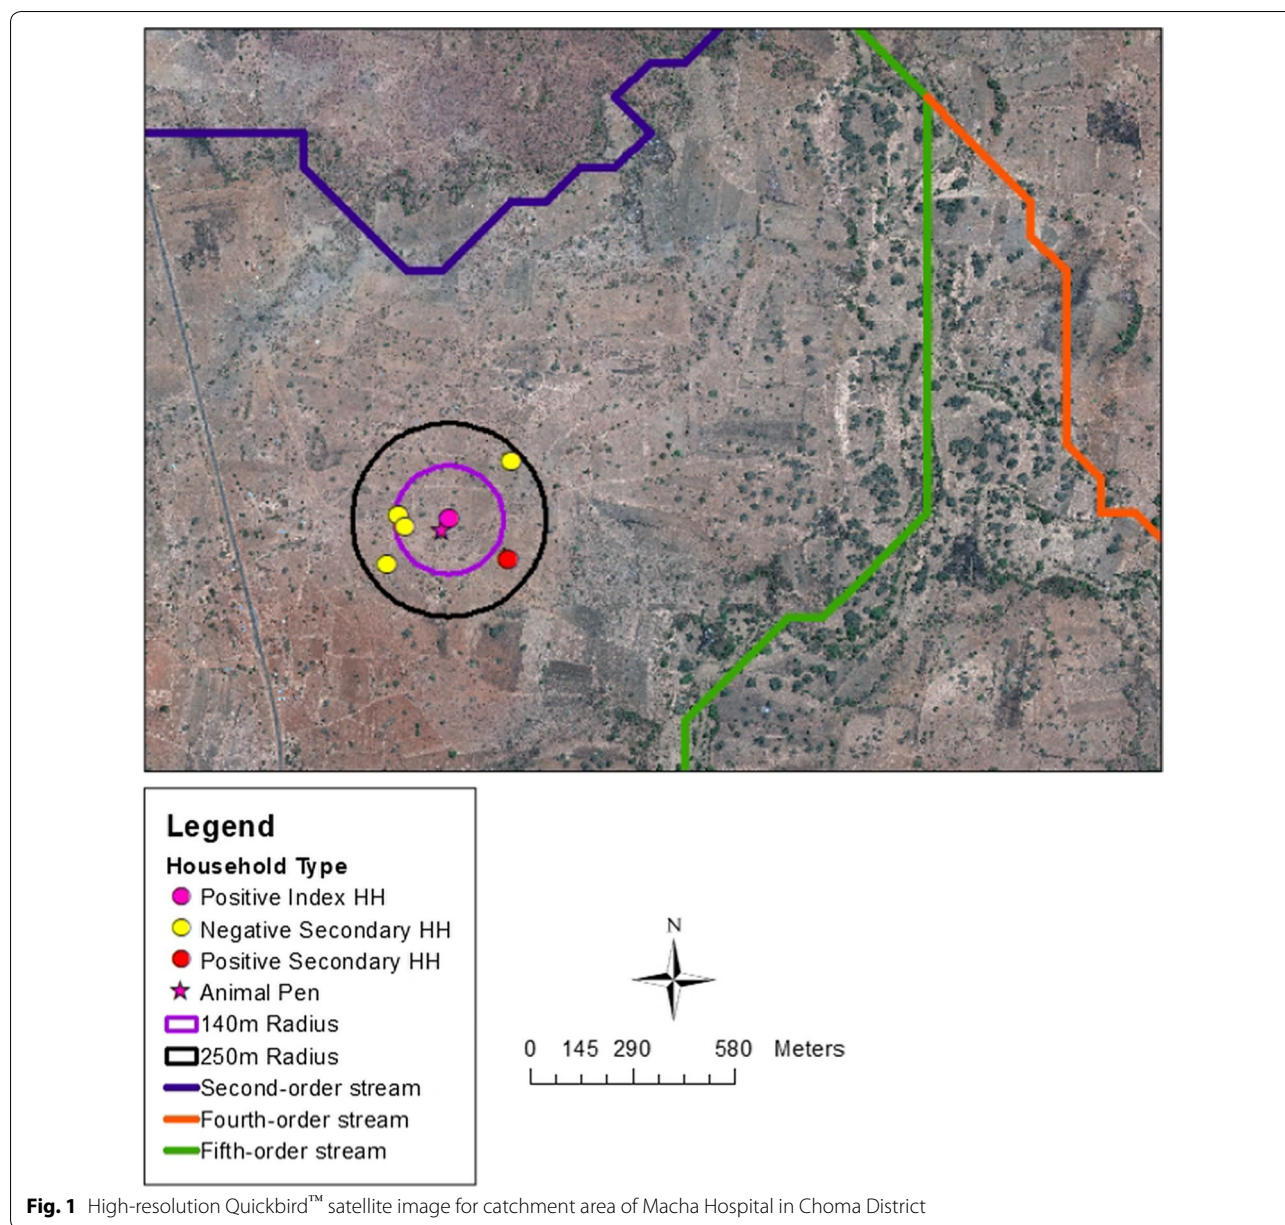 Legend
Household Type
Positive Index HH
Negative Secondary HH
Positive Secondary HH
Animal Pen
140m Radius
250m Radius
Second-order stream
Fourth-order stream
Fifth-order stream
N
0 145 290 580 Meters
Fig. 1 High-resolution Quickbird™ satellite image for catchment area of Macha Hospital in Choma District